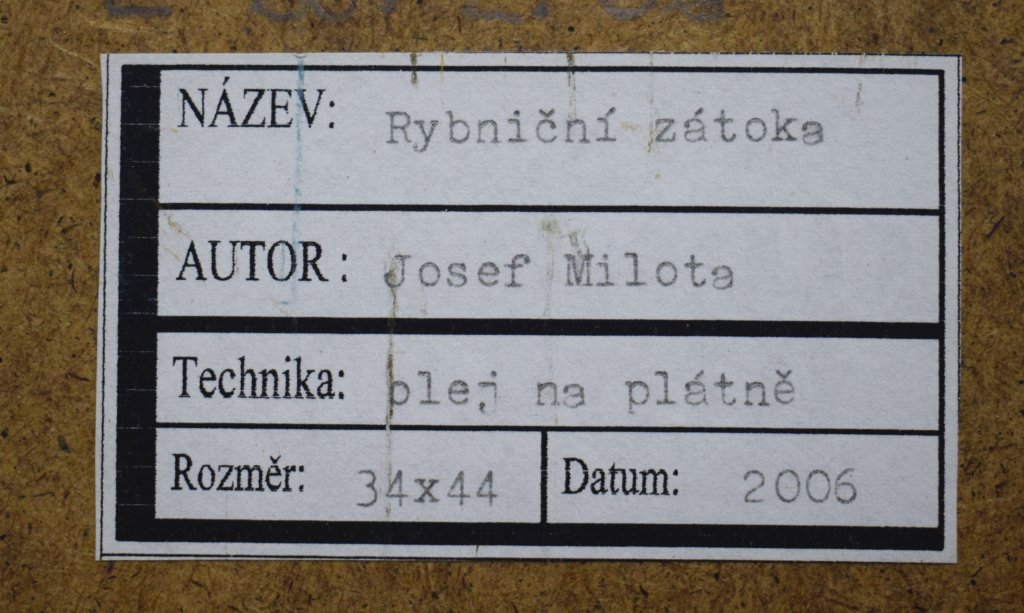 NÁZEV: Rybniční zátoka
AUTOR : Josef Milota
Technika: olej na plátně
Rozměr: 34x44 Datum: 2006